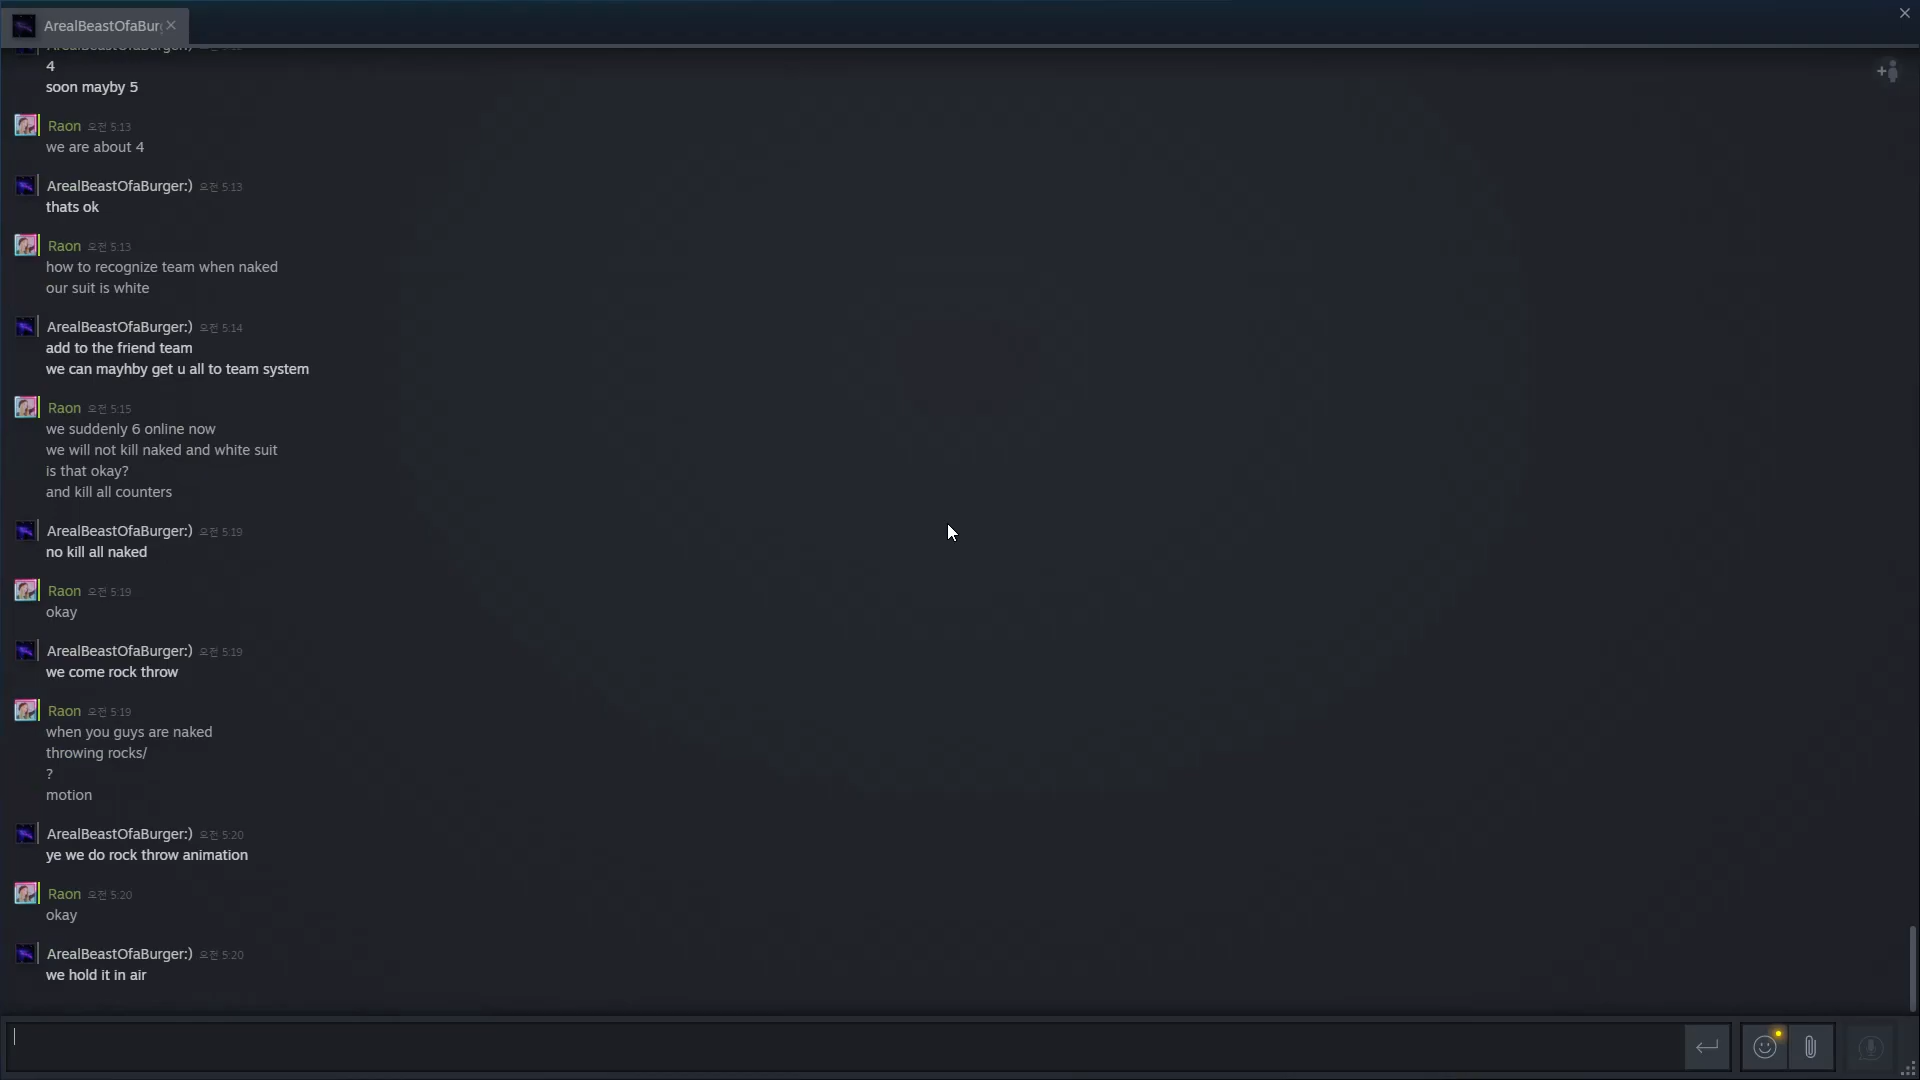 ArealBeastOfaBur
ArealBeastOfaBurger:) 오전 5:12
4
soon mayby 5
Raon 오전 5:13
we are about 4
ArealBeastOfaBurger:) 오전 5:13
thats ok
Raon 오전 5:13
how to recognize team when naked
our suit is white
ArealBeastOfaBurger:) 오전 5:14
add to the friend team
we can mayhby get u all to team system
Raon 오전 5:15
we suddenly 6 online now
we will not kill naked and white suit
is that okay?
and kill all counters
ArealBeastOfaBurger:) 오전 5:19
no kill all naked
Raon 오전 5:19
okay
ArealBeastOfaBurger:) 오전 5:19
we come rock throw
Raon 오전 5:19
when you guys are naked
throwing rocks/
?
motion
ArealBeastOfaBurger:) 오전 5:20
ye we do rock throw animation
Raon 오전 5:20
okay
ArealBeastOfaBurger:) 오전 5:20
we hold it in air